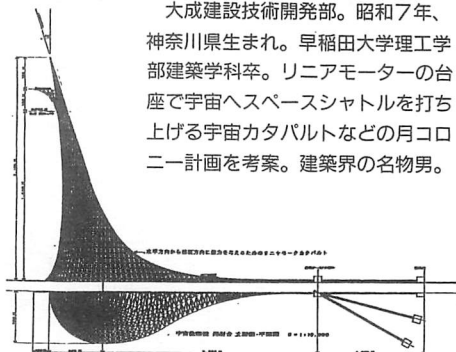 大成建設技術開発部。昭和7年、
神奈川県生まれ。早稲田大学理工学
部建築学科卒。リニアモーターの台
座で宇宙へスペースシャトルを打ち
上げる宇宙カタパルトなどの月コロ
ニー計画を考案。建築界の名物男。